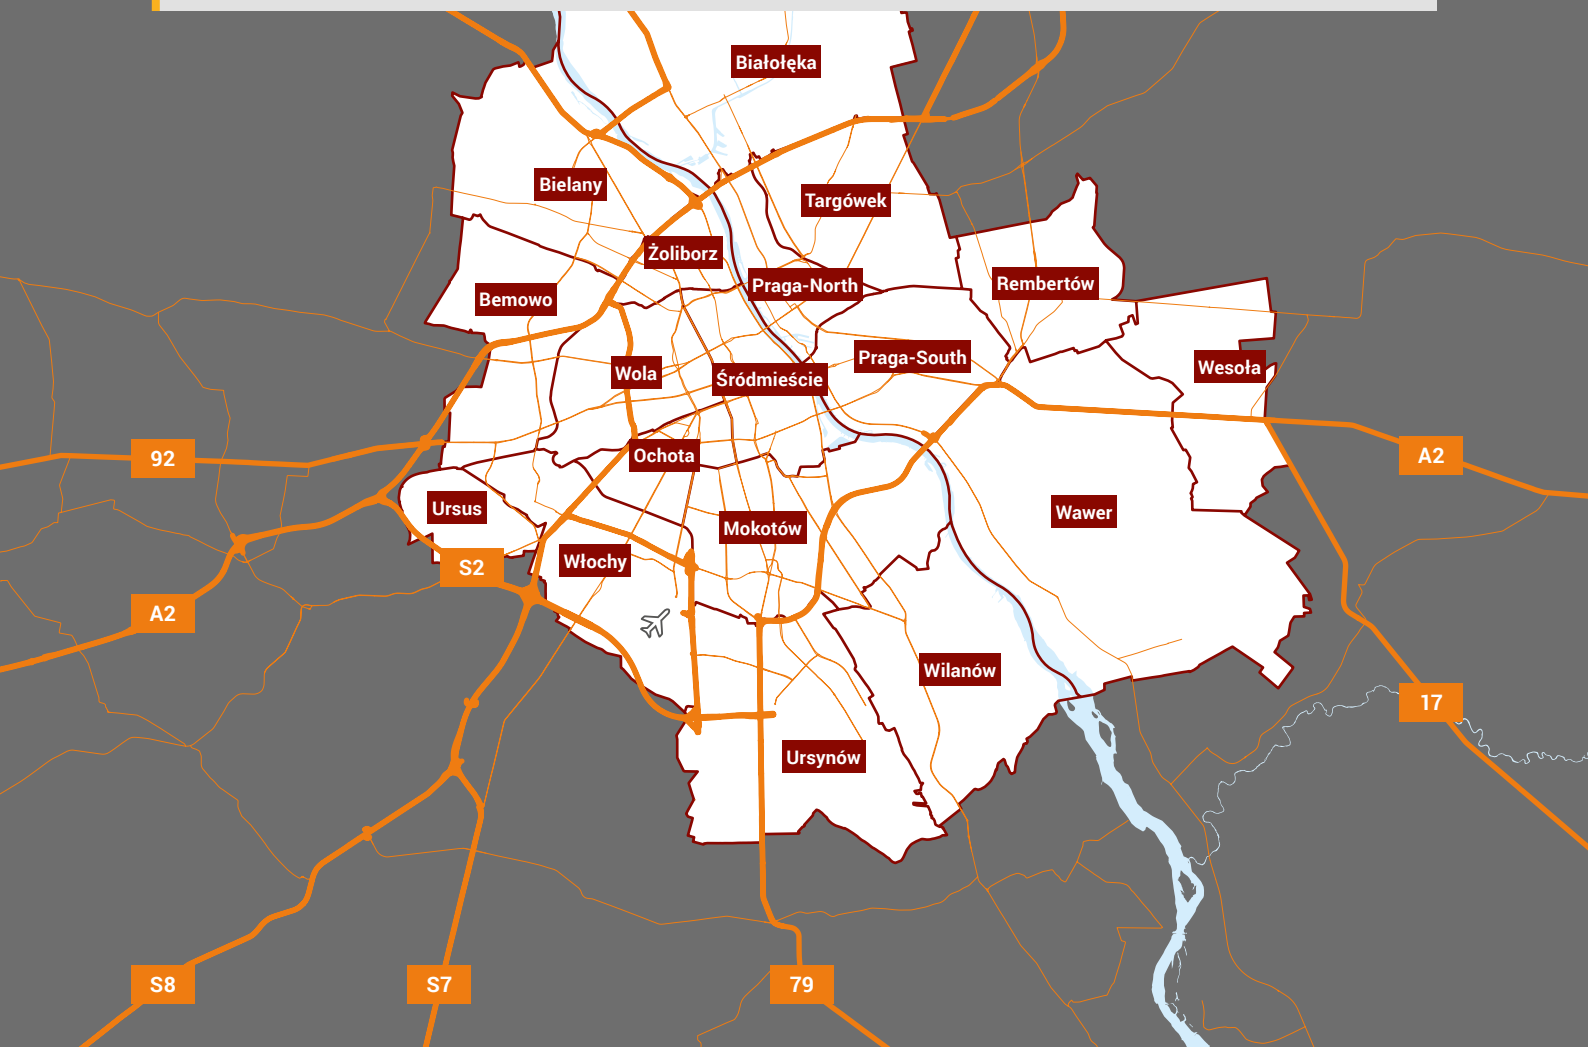 Białołęka
Bielany
Targówek
Żoliborz
Rembertów
Praga-North
Bemowo
Praga-South
Wesoła
Wola
Śródmieście
92
Ochota
A2
Ursus
Wawer
Mokotów
Włochy
S2
A2
Wilanów
17
Ursynów
S8
S7
79